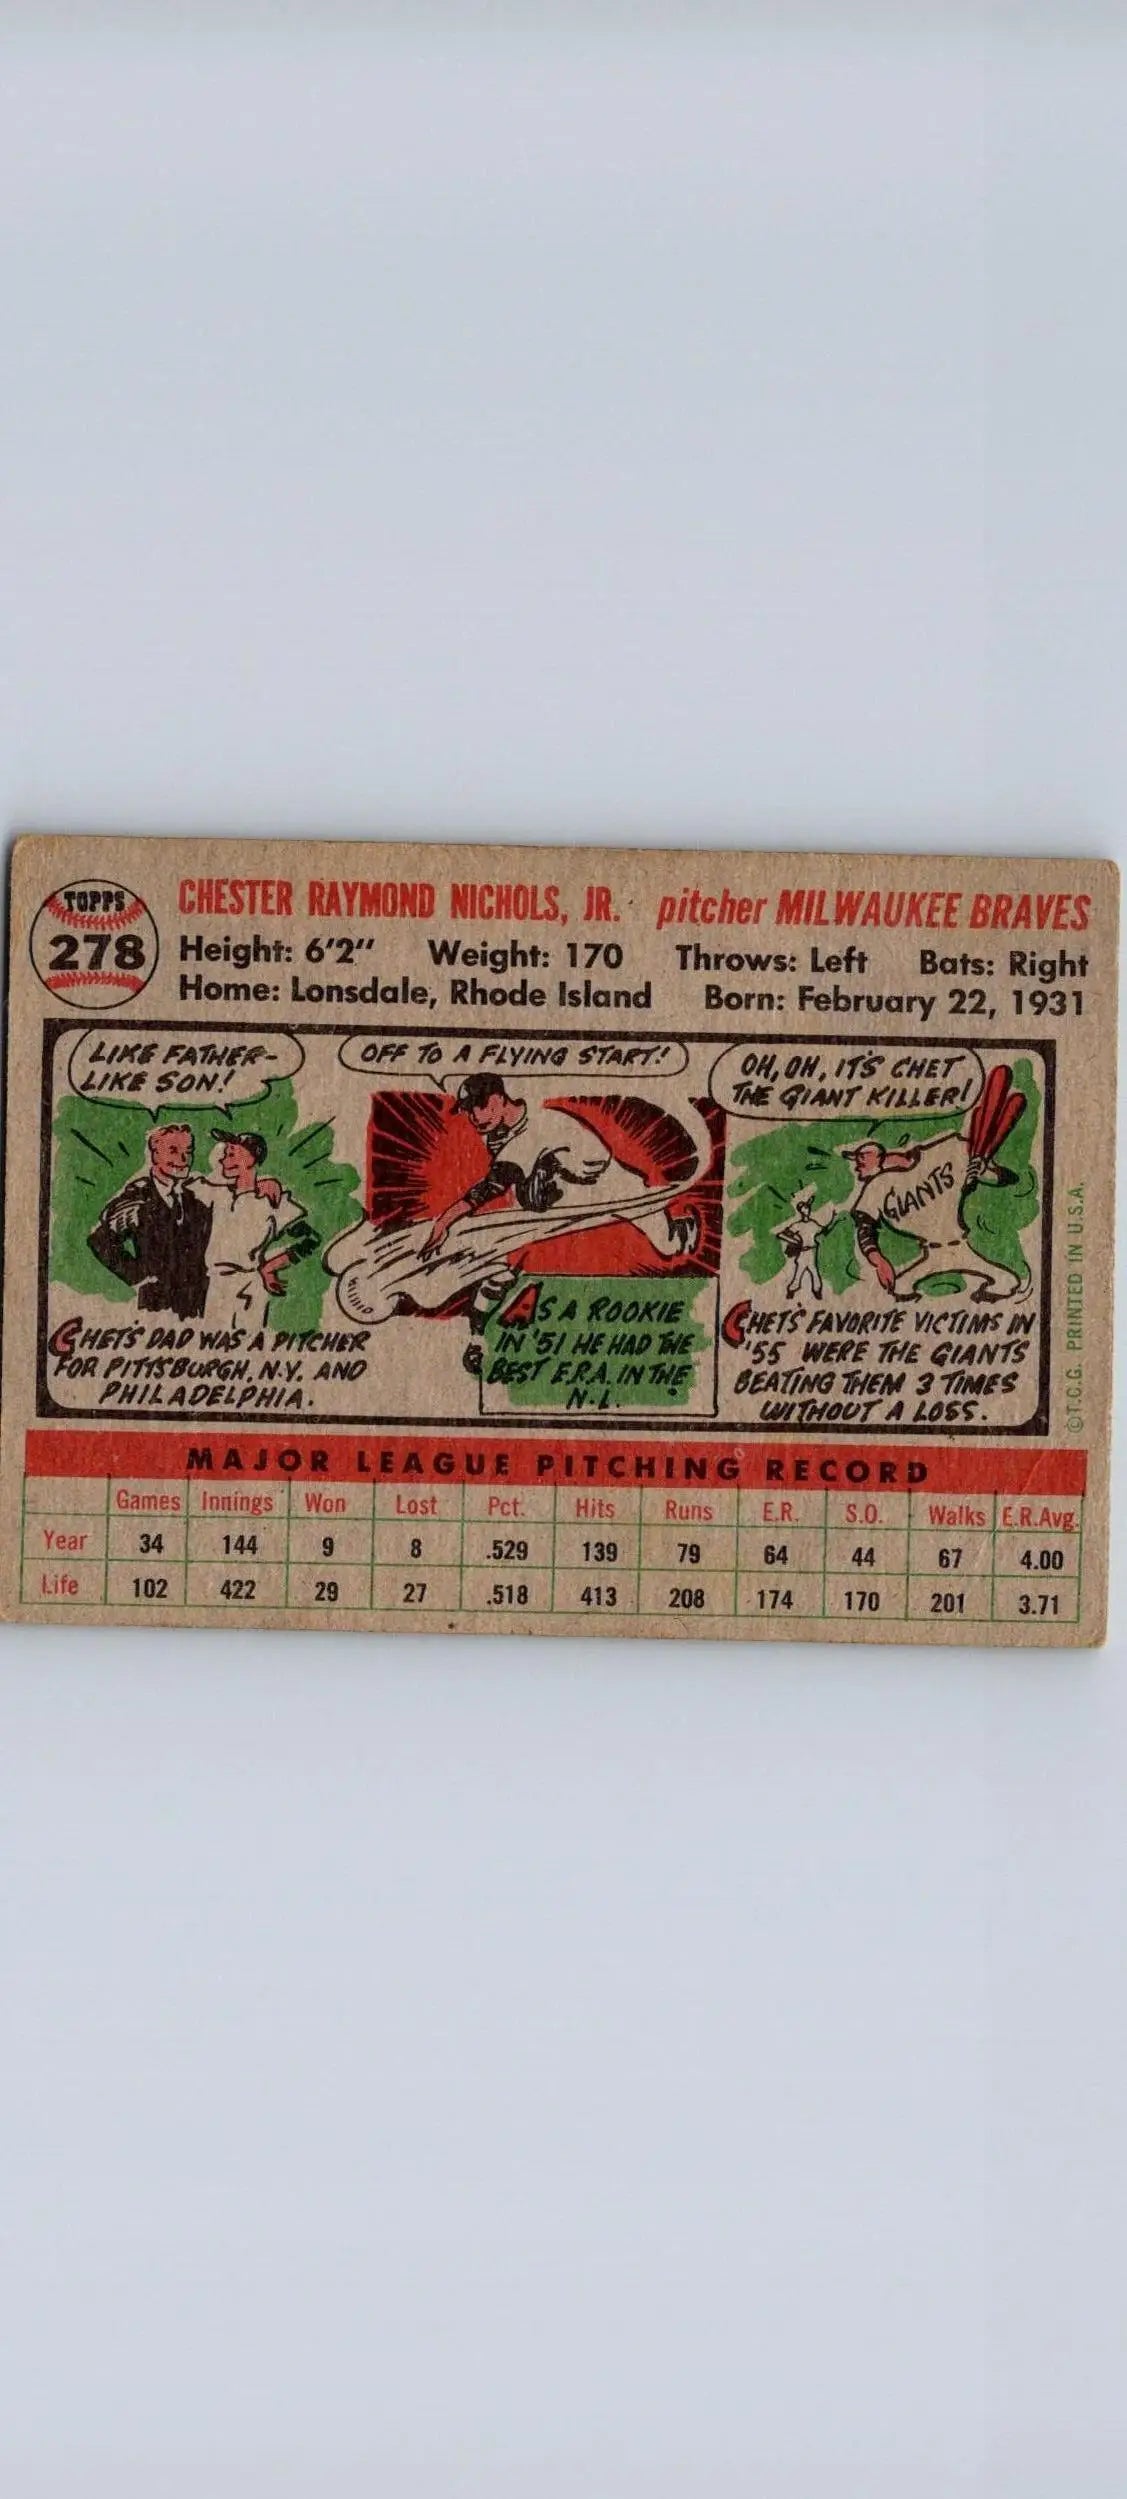 TOPPS
278
CHESTER RAYMOND NICHOLS, JR. pitcher MILWAUKEE BRAVES
Height: 6'2" Weight: 170 Throws: Left Bats: Right
Home: Lonsdale, Rhode Island Born: February 22, 1931
LIKE FATHER-
LIKE SON!
CHET'S DAD WAS A PITCHER
FOR PITTSBURGH, N.Y. AND
PHILADELPHIA.
OFF TO A FLYING START!
AS A ROOKIE
IN '51 HE HAD THE
BEST E.R.A. IN THE
N.L.
OH, OH, IT'S CHET
THE GIANT KILLER!
GIANTS
CHET'S FAVORITE VICTIMS IN
'55 WERE THE GIANTS
BEATING THEM 3 TIMES
WITHOUT A LOSS.
©T.C.G. PRINTED IN U.S.A.
MAJOR LEAGUE PITCHING RECORD
Games Innings Won Lost Pct. Hits Runs E.R. S.O. Walks E.R.Avg.
Year 34 144 9 8 .529 139 79 64 44 67 4.00
Life 102 422 29 27 .518 413 208 174 170 201 3.71